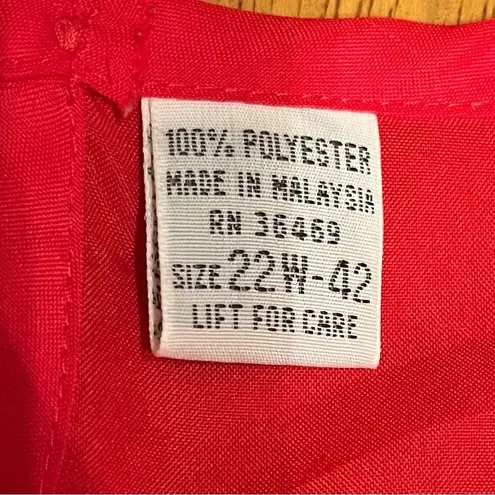 100% POLYESTER
MADE IN MALAYSIA
RN 36469
SIZE 22W-42
LIFT FOR CARE